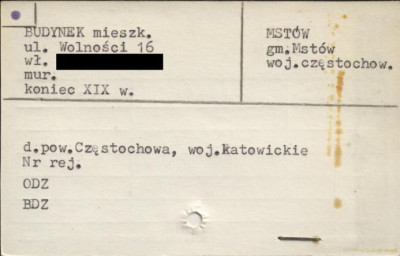 BUDYNEK mieszk.
ul. Wolności 16
wł.
mur.
koniec XIX w.
MSTÓW
gm.Mstów
woj.częstochow.
d.pow.Częstochowa, woj.katowickie
Nr rej.
ODZ
BDZ